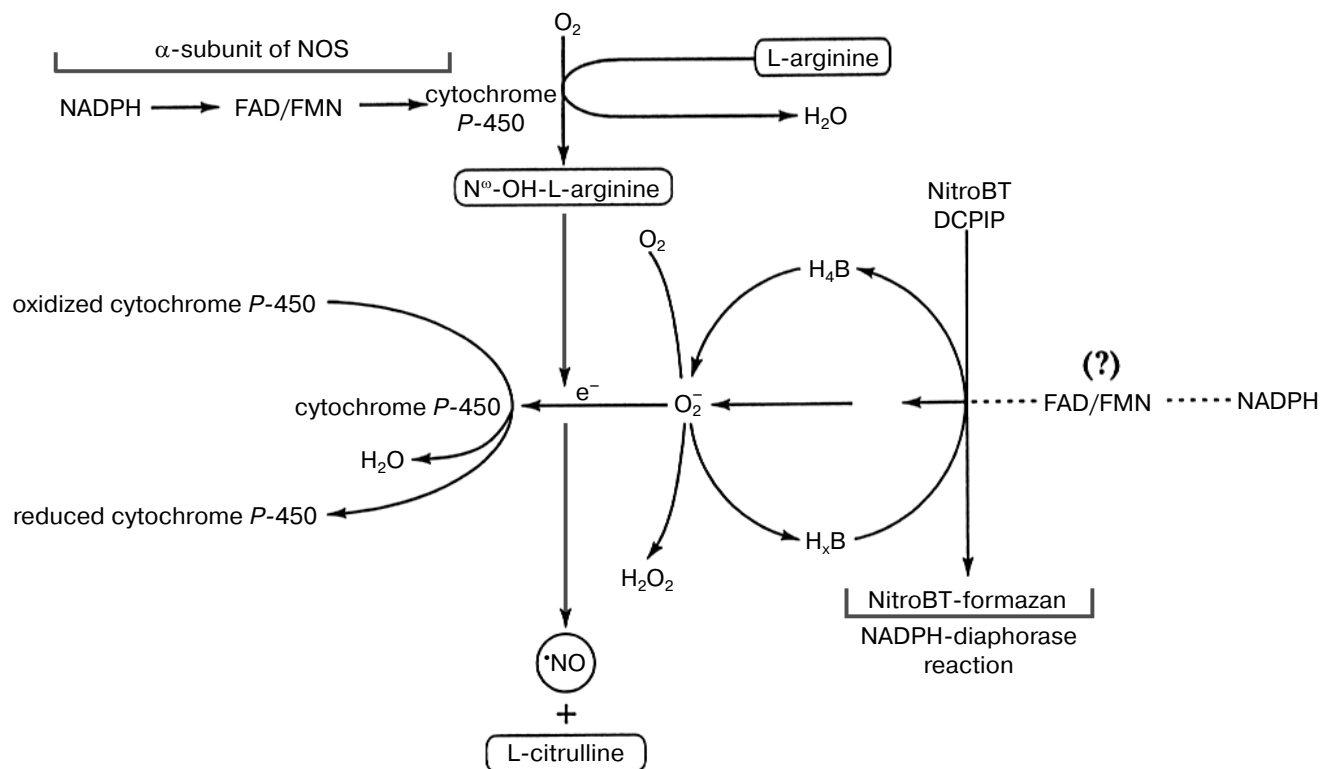 O₂
α-subunit of NOS
L-arginine
NADPH
FAD/FMN
cytochrome
P-450
H₂O
Nω-OH-L-arginine
NitroBT
DCPIP
O₂
H₄B
oxidized cytochrome P-450
(?)
e⁻
cytochrome P-450
O₂⁻
FAD/FMN
NADPH
H₂O
reduced cytochrome P-450
HₓB
H₂O₂
NitroBT-formazan
NADPH-diaphorase
reaction
•NO
+
L-citrulline